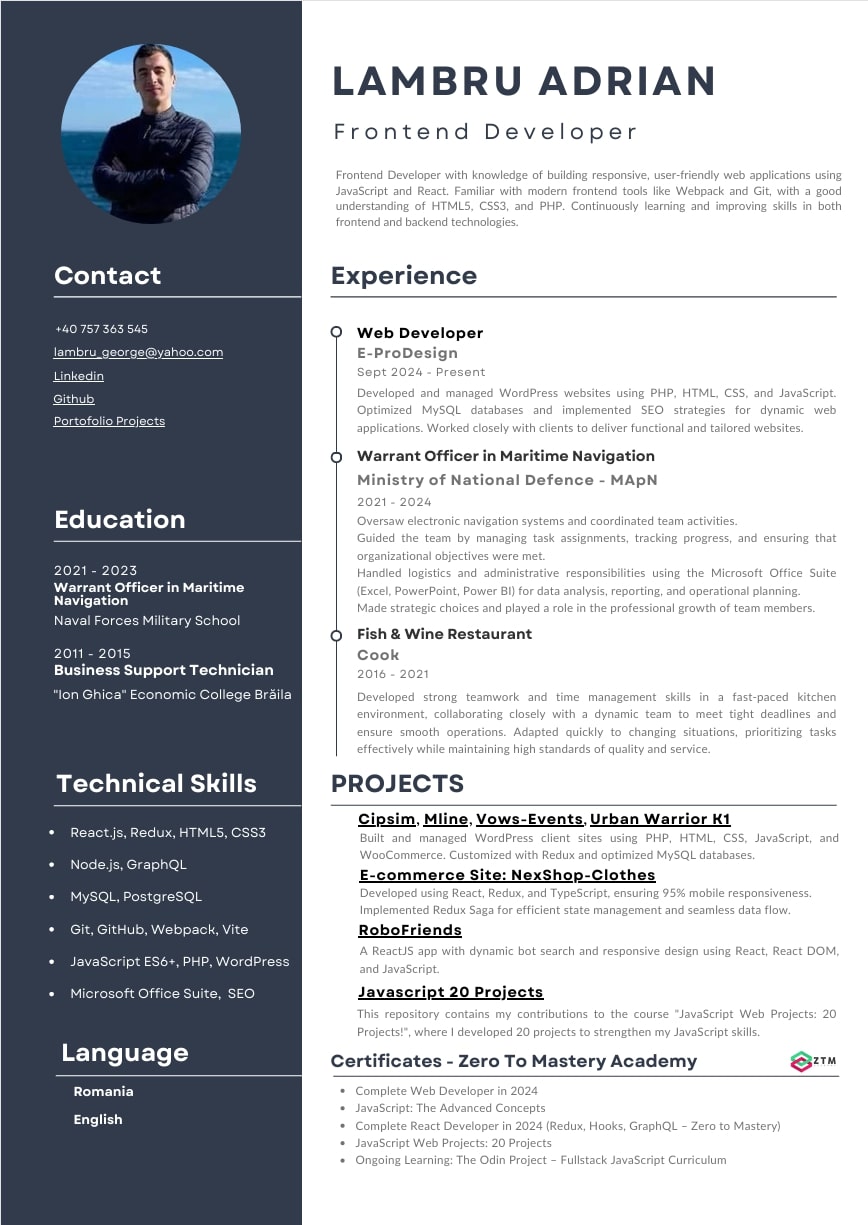 LAMBRU ADRIAN
Frontend Developer
Frontend Developer with knowledge of building responsive, user-friendly web applications using
JavaScript and React. Familiar with modern frontend tools like Webpack and Git, with a good
understanding of HTML5, CSS3, and PHP. Continuously learning and improving skills in both
frontend and backend technologies.
Contact
+40 757 363 545
lambru_george@yahoo.com
Linkedin
Github
Portofolio Projects
Education
2021 - 2023
Warrant Officer in Maritime
Navigation
Naval Forces Military School
2011 - 2015
Business Support Technician
"Ion Ghica" Economic College Brăila
Technical Skills
• React.js, Redux, HTML5, CSS3
• Node.js, GraphQL
• MySQL, PostgreSQL
• Git, GitHub, Webpack, Vite
• JavaScript ES6+, PHP, WordPress
• Microsoft Office Suite, SEO
Language
Romania
English
Experience
Web Developer
E-ProDesign
Sept 2024 - Present
Developed and managed WordPress websites using PHP, HTML, CSS, and JavaScript.
Optimized MySQL databases and implemented SEO strategies for dynamic web
applications. Worked closely with clients to deliver functional and tailored websites.
Warrant Officer in Maritime Navigation
Ministry of National Defence - MApN
2021 - 2024
Oversaw electronic navigation systems and coordinated team activities.
Guided the team by managing task assignments, tracking progress, and ensuring that
organizational objectives were met.
Handled logistics and administrative responsibilities using the Microsoft Office Suite
(Excel, PowerPoint, Power BI) for data analysis, reporting, and operational planning.
Made strategic choices and played a role in the professional growth of team members.
Fish & Wine Restaurant
Cook
2016 - 2021
Developed strong teamwork and time management skills in a fast-paced kitchen
environment, collaborating closely with a dynamic team to meet tight deadlines and
ensure smooth operations. Adapted quickly to changing situations, prioritizing tasks
effectively while maintaining high standards of quality and service.
PROJECTS
Cipsim, Mline, Vows-Events, Urban Warrior K1
Built and managed WordPress client sites using PHP, HTML, CSS, JavaScript, and
WooCommerce. Customized with Redux and optimized MySQL databases.
E-commerce Site: NexShop-Clothes
Developed using React, Redux, and TypeScript, ensuring 95% mobile responsiveness.
Implemented Redux Saga for efficient state management and seamless data flow.
RoboFriends
A ReactJS app with dynamic bot search and responsive design using React, React DOM,
and JavaScript.
Javascript 20 Projects
This repository contains my contributions to the course "JavaScript Web Projects: 20
Projects!", where I developed 20 projects to strengthen my JavaScript skills.
Certificates - Zero To Mastery Academy
ZTM
• Complete Web Developer in 2024
• JavaScript: The Advanced Concepts
• Complete React Developer in 2024 (Redux, Hooks, GraphQL – Zero to Mastery)
• JavaScript Web Projects: 20 Projects
• Ongoing Learning: The Odin Project – Fullstack JavaScript Curriculum